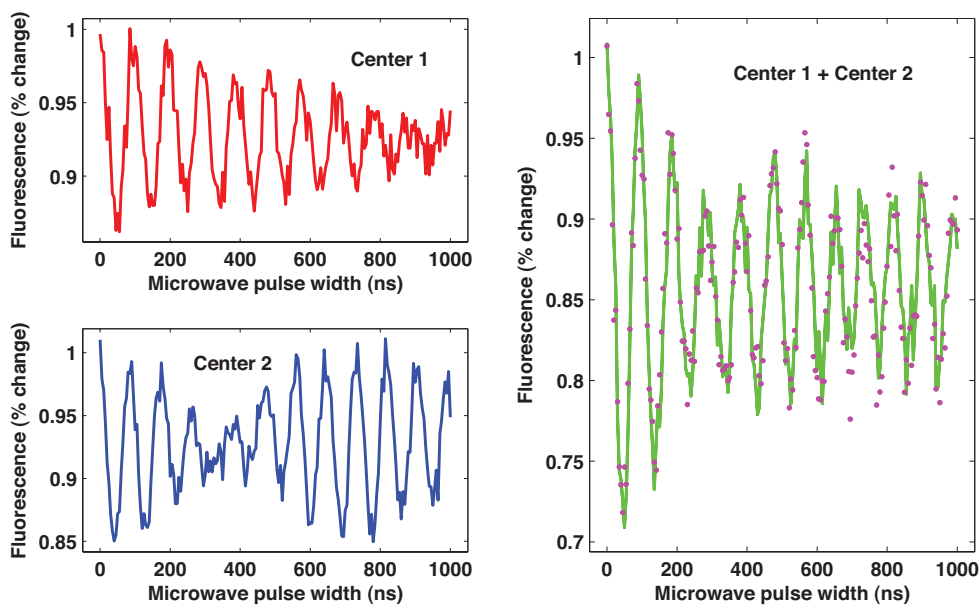 Center 1
Fluorescence (% change)
1
0.95
0.9
0 200 400 600 800 1000
Microwave pulse width (ns)
Center 2
Fluorescence (% change)
1
0.95
0.9
0.85
0 200 400 600 800 1000
Microwave pulse width (ns)
Center 1 + Center 2
Fluorescence (% change)
1
0.95
0.9
0.85
0.8
0.75
0.7
0 200 400 600 800 1000
Microwave pulse width (ns)